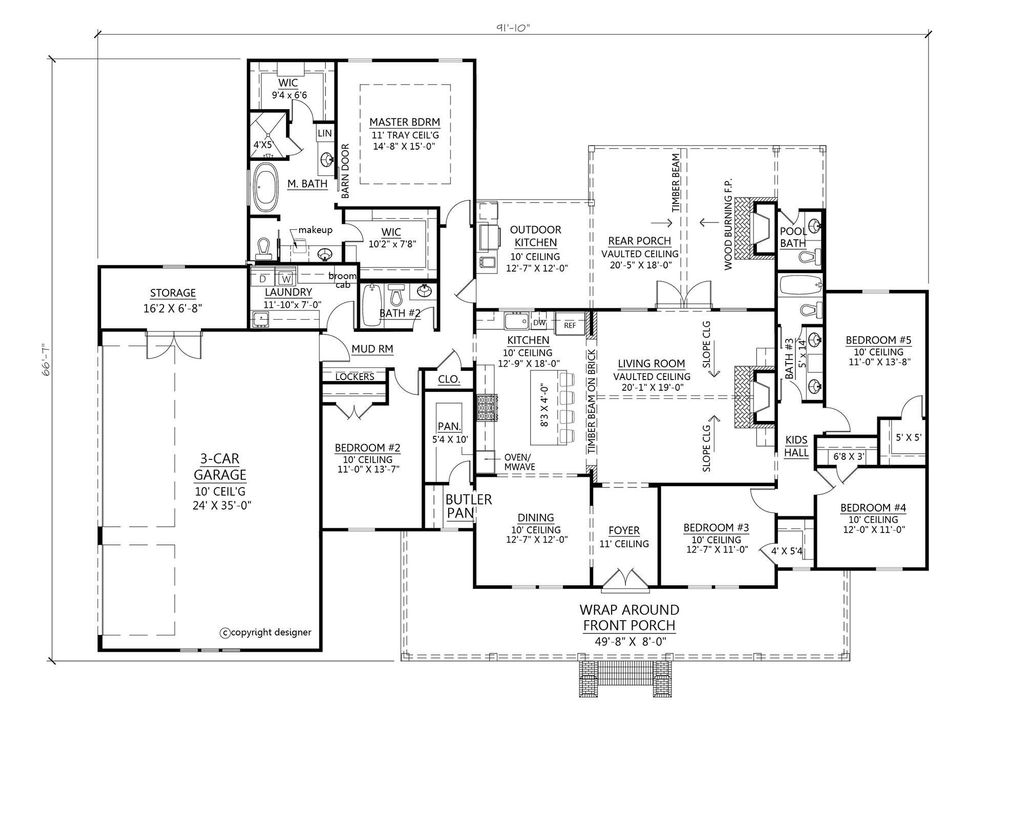 91'-10"
66'-7"
WIC
9'4 x 6'6
4'X5'
LIN
M. BATH
BARN DOOR
MASTER BDRM
11' TRAY CEIL'G
14'-8" X 15'-0"
makeup
WIC
10'2" x 7'8"
OUTDOOR
KITCHEN
10' CEILING
12'-7" X 12'-0"
TIMBER BEAM
REAR PORCH
VAULTED CEILING
20'-5" X 18'-0"
WOOD BURNING F.P.
POOL
BATH
STORAGE
16'2 X 6'-8"
D
W
broom
cab
LAUNDRY
11'-10"x 7'-0"
BATH #2
MUD RM
LOCKERS
CLO.
KITCHEN
10' CEILING
12'-9" X 18'-0"
DW
REF
8'3 X 4'-0"
OVEN/
MWAVE
TIMBER BEAM ON BRICK
LIVING ROOM
VAULTED CEILING
20'-1" X 19'-0"
SLOPE CLG
SLOPE CLG
BATH #3
5' x 14'
BEDROOM #5
10' CEILING
11'-0" X 13'-8"
5' X 5'
KIDS
HALL
6'8 X 3'
BEDROOM #4
10' CEILING
12'-0" X 11'-0"
3-CAR
GARAGE
10' CEIL'G
24' X 35'-0"
BEDROOM #2
10' CEILING
11'-0" X 13'-7"
PAN.
5'4 X 10'
BUTLER
PAN
DINING
10' CEILING
12'-7" X 12'-0"
FOYER
11' CEILING
BEDROOM #3
10' CEILING
12'-7" X 11'-0"
4' X 5'4
WRAP AROUND
FRONT PORCH
49'-8" X 8'-0"
©copyright designer